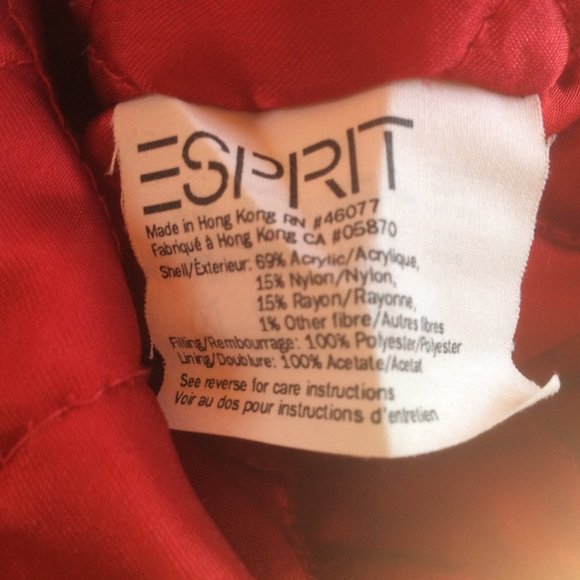 ESPRIT
Made in Hong Kong RN #46077
Fabriqué à Hong Kong CA #05870
Shell/Exterieur: 69% Acrylic/Acrylique,
15% Nylon/Nylon,
15% Rayon/Rayonne,
1% Other fibre/Autres fibres
Filling/Rembourrage: 100% Polyester/Polyester
Lining/Doublure: 100% Acetate/Acetat
See reverse for care instructions
Voir au dos pour instructions d'entretien